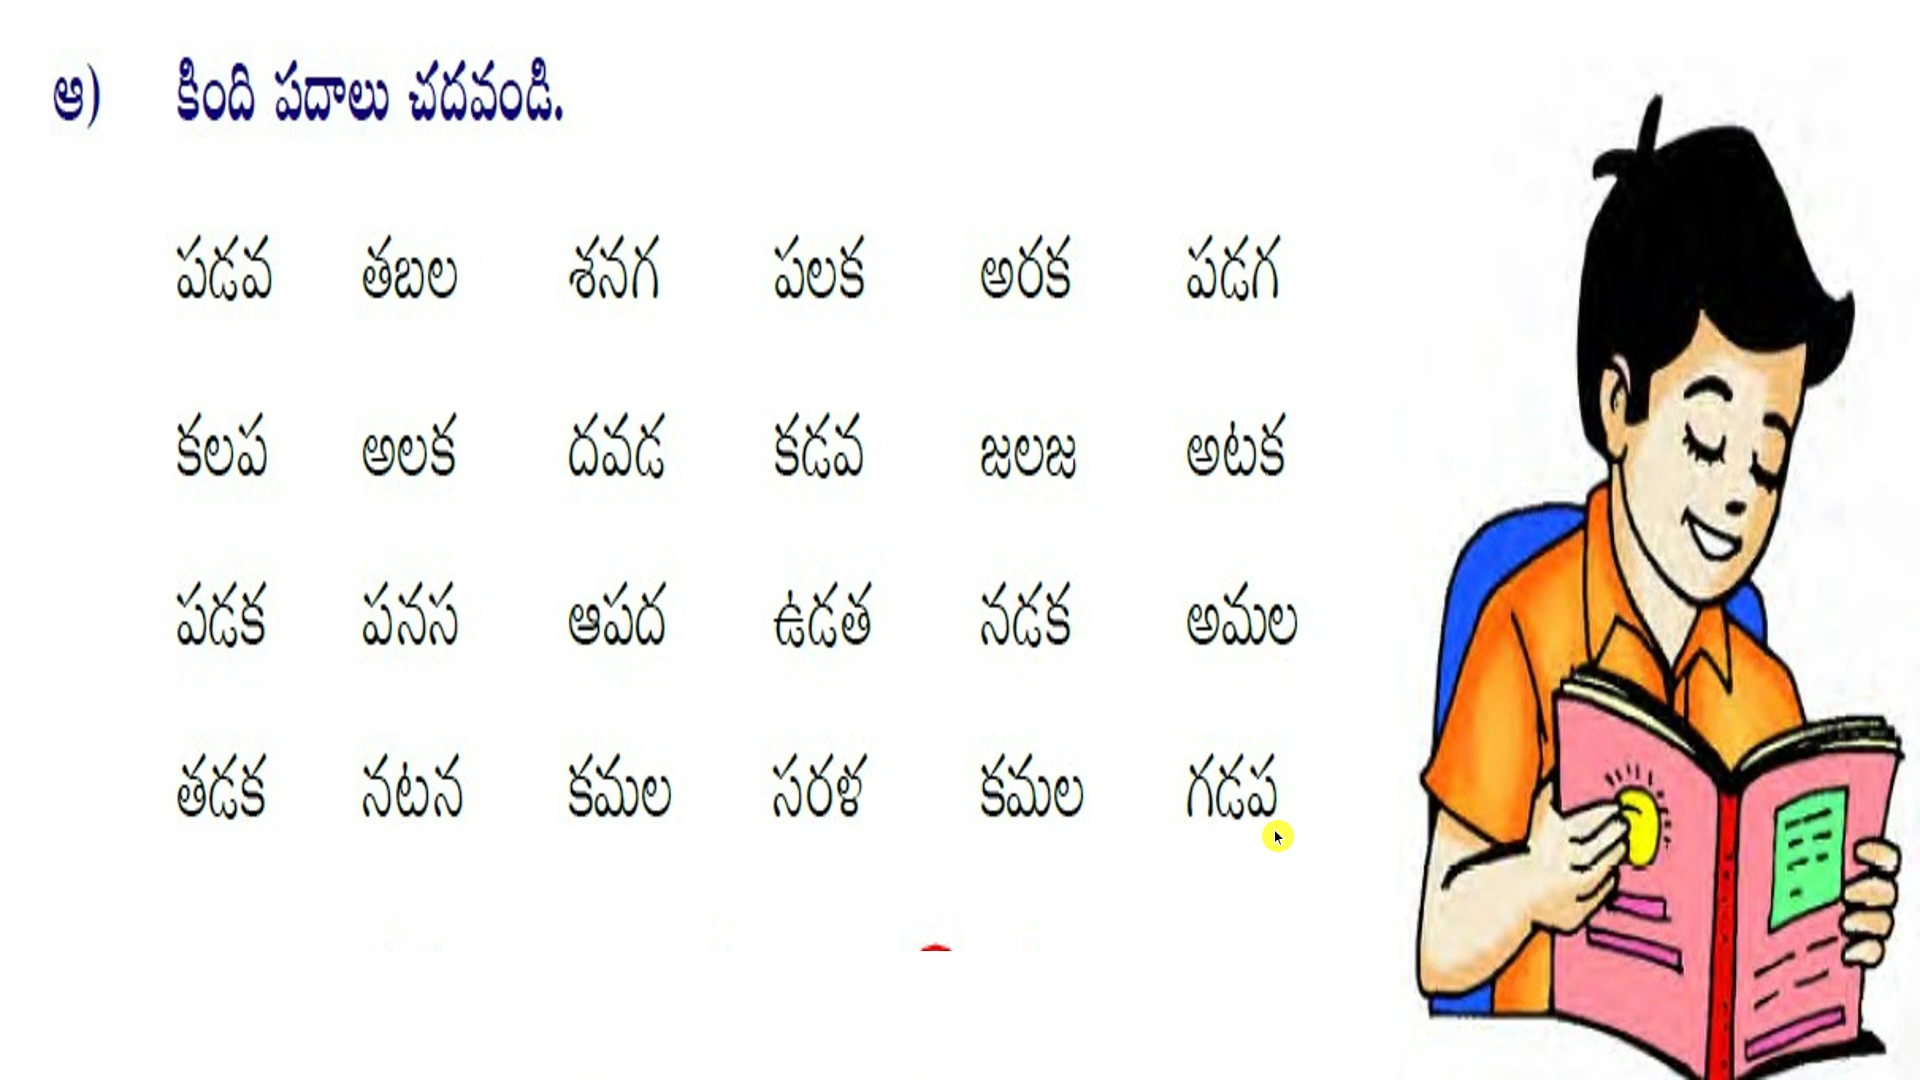 ఆ) కింది పదాలు చదవండి.
పడవ తబల శనగ పలక అరక పడగ
కలప అలక దవడ కడవ జలజ అటక
పడక పనస ఆపద ఉడత నడక అమల
తడక నటన కమల సరళ కమల గడప